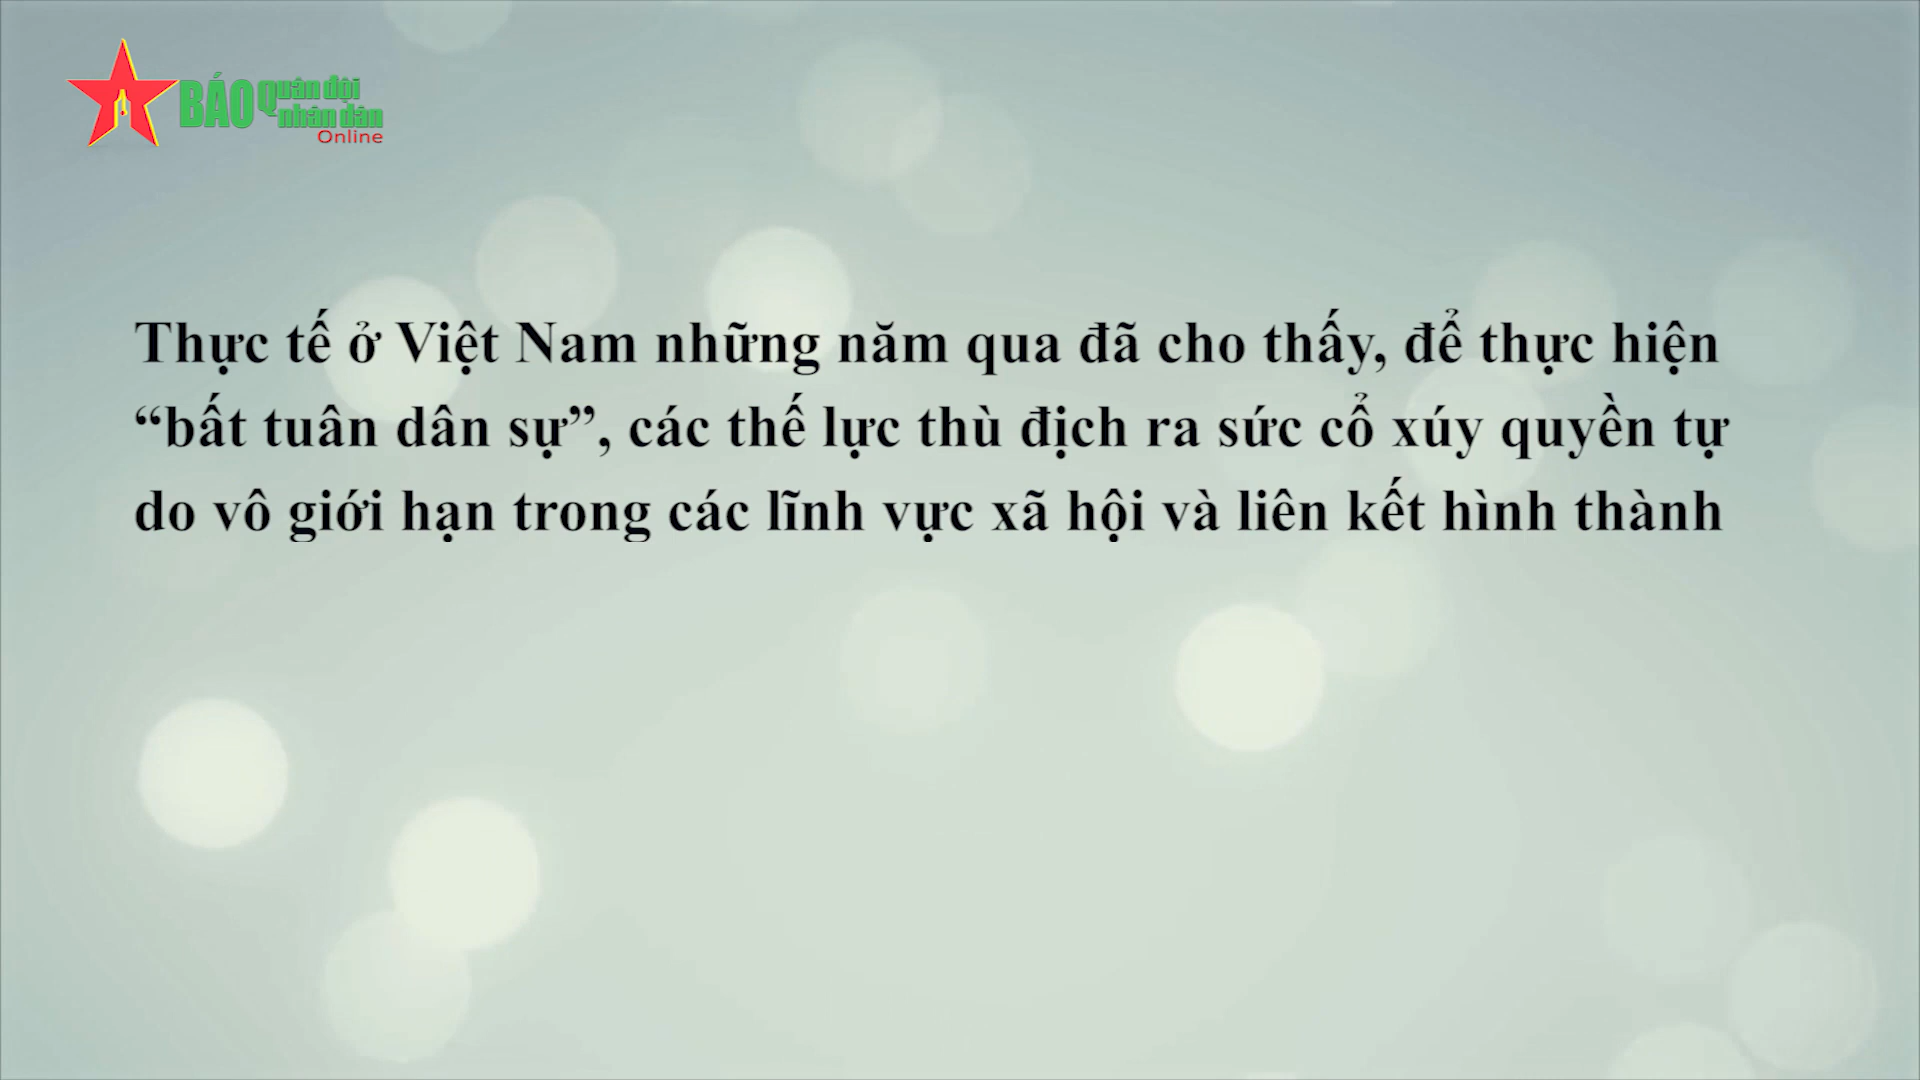 BÁO Quân đội
nhân dân
Online
Thực tế ở Việt Nam những năm qua đã cho thấy, để thực hiện
“bất tuân dân sự”, các thế lực thù địch ra sức cổ xúy quyền tự
do vô giới hạn trong các lĩnh vực xã hội và liên kết hình thành